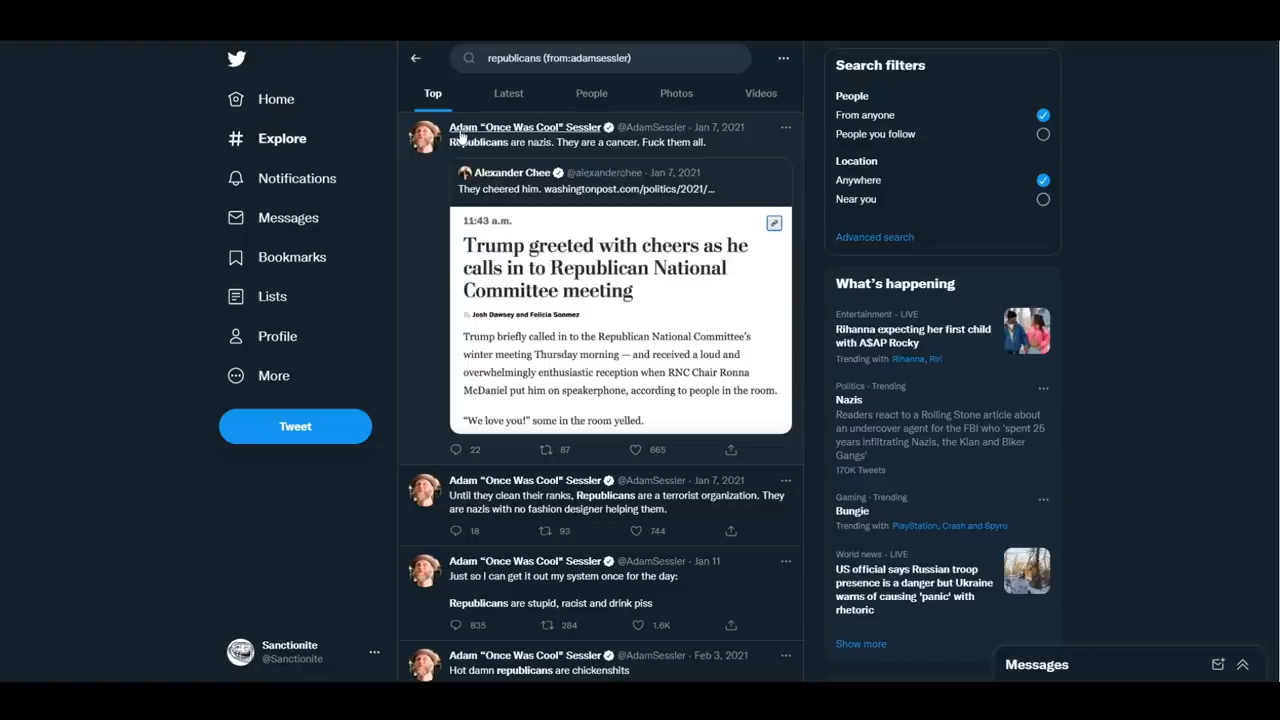 republicans (from:adamsessler)
Home
Explore
Notifications
Messages
Bookmarks
Lists
Profile
More
Tweet
Sanctionite
@Sanctionite
Top
Latest
People
Photos
Videos
Adam "Once Was Cool" Sessler @AdamSessler · Jan 7, 2021
Republicans are nazis. They are a cancer. Fuck them all.
Alexander Chee @alexanderchee · Jan 7, 2021
They cheered him. washingtonpost.com/politics/2021/...
11:43 a.m.
Trump greeted with cheers as he
calls in to Republican National
Committee meeting
Josh Dawsey and Felicia Sonmez
Trump briefly called in to the Republican National Committee's
winter meeting Thursday morning — and received a loud and
overwhelmingly enthusiastic reception when RNC Chair Ronna
McDaniel put him on speakerphone, according to people in the room.
"We love you!" some in the room yelled.
22 87 665
Adam "Once Was Cool" Sessler @AdamSessler · Jan 7, 2021
Until they clean their ranks, Republicans are a terrorist organization. They
are nazis with no fashion designer helping them.
18 93 744
Adam "Once Was Cool" Sessler @AdamSessler · Jan 11
Just so I can get it out my system once for the day:
Republicans are stupid, racist and drink piss
835 284 1.6K
Adam "Once Was Cool" Sessler @AdamSessler · Feb 3, 2021
Hot damn republicans are chickenshits
Search filters
People
From anyone
People you follow
Location
Anywhere
Near you
Advanced search
What's happening
Entertainment · LIVE
Rihanna expecting her first child
with A$AP Rocky
Trending with Rihanna, Riri
Politics · Trending
Nazis
Readers react to a Rolling Stone article about
an undercover agent for the FBI who 'spent 25
years infiltrating Nazis, the Klan and Biker
Gangs'
170K Tweets
Gaming · Trending
Bungie
Trending with PlayStation, Crash and Spyro
World news · LIVE
US official says Russian troop
presence is a danger but Ukraine
warns of causing 'panic' with
rhetoric
Show more
Messages